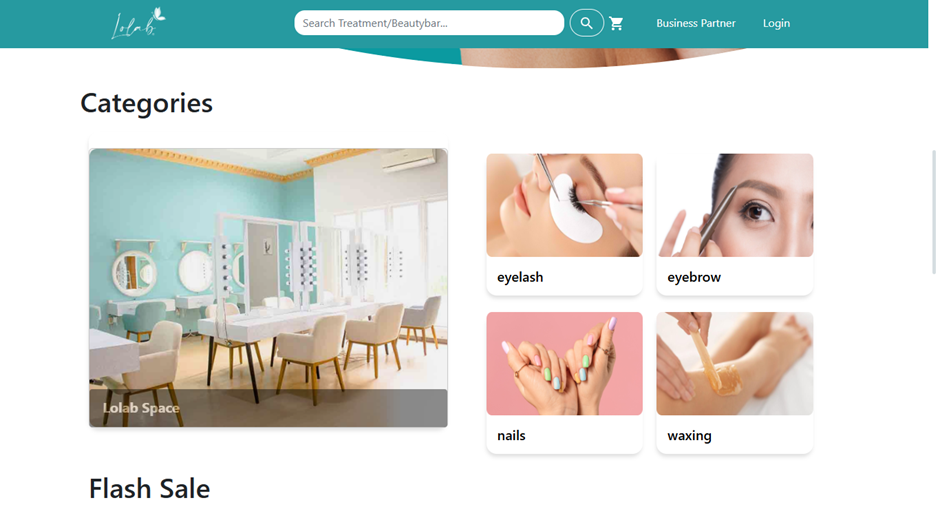 Lolab
Search Treatment/Beautybar...
Business Partner
Login
Categories
Lolab Space
eyelash
eyebrow
nails
waxing
Flash Sale